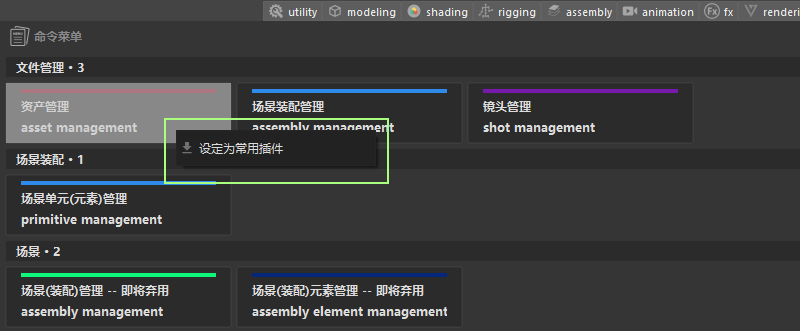 utility modeling shading rigging assembly animation fx fx
命令菜单
文件管理 • 3
资产管理 场景装配管理 镜头管理
asset management assembly management shot management
设定为常用插件
场景装配 • 1
场景单元(元素)管理
primitive management
场景 • 2
场景(装配)管理 -- 即将弃用 场景(装配)元素管理 -- 即将弃用
assembly management assembly element management